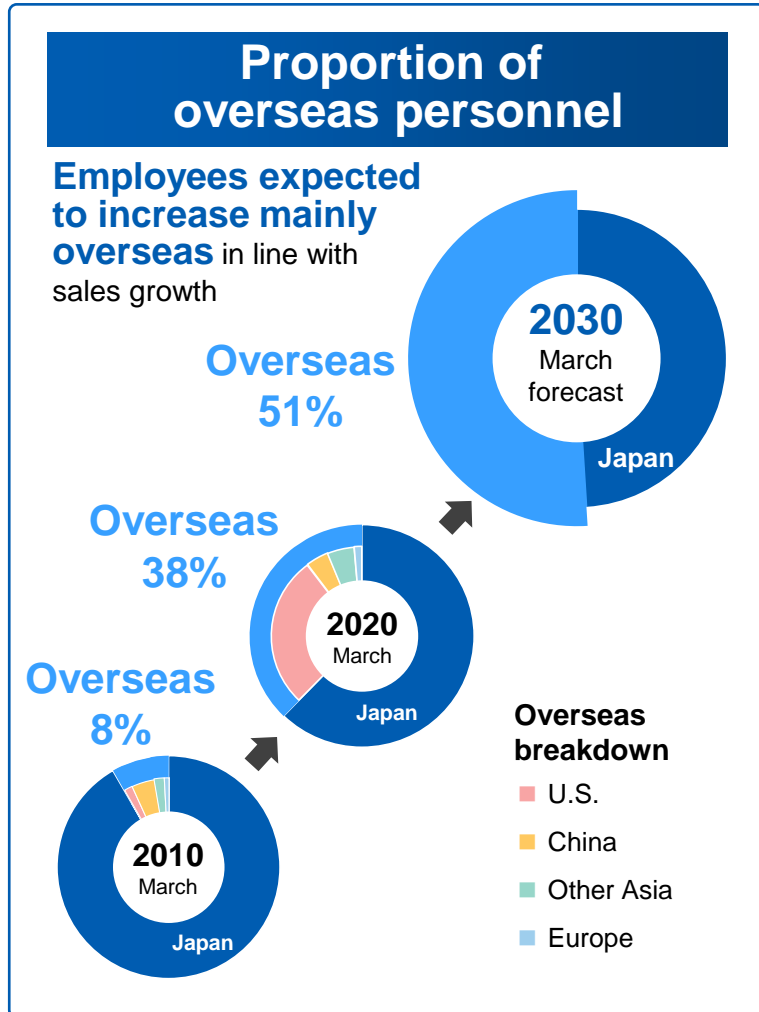 Proportion of
overseas personnel
Employees expected
to increase mainly
overseas in line with
sales growth
2030
March
forecast
Japan
Overseas
51%
Overseas
38%
2020
March
Japan
Overseas
8%
2010
March
Japan
Overseas
breakdown
U.S.
China
Other Asia
Europe